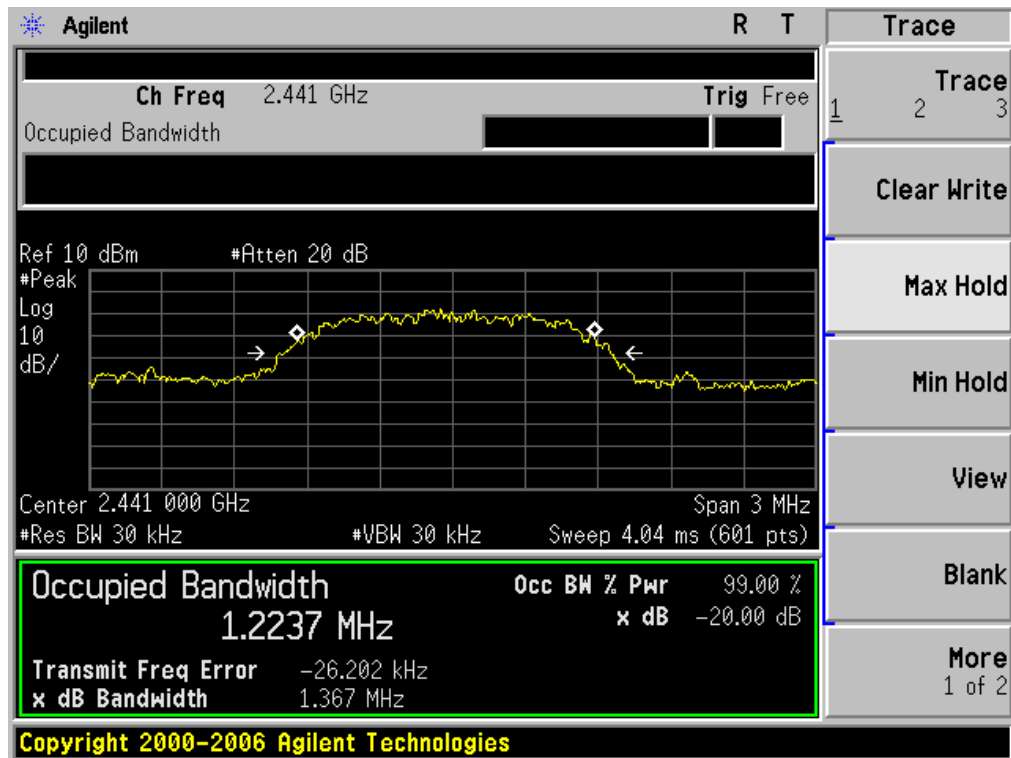 Agilent R T Trace
Ch Freq 2.441 GHz Trig Free
Occupied Bandwidth
Trace
1 2 3
Clear Write
Ref 10 dBm #Atten 20 dB
#Peak
Log
10
dB/
Max Hold
Min Hold
View
Center 2.441 000 GHz Span 3 MHz
#Res BW 30 kHz #VBW 30 kHz Sweep 4.04 ms (601 pts)
Occupied Bandwidth Occ BW % Pwr 99.00 %
1.2237 MHz x dB -20.00 dB
Transmit Freq Error -26.202 kHz
x dB Bandwidth 1.367 MHz
Blank
More
1 of 2
Copyright 2000-2006 Agilent Technologies